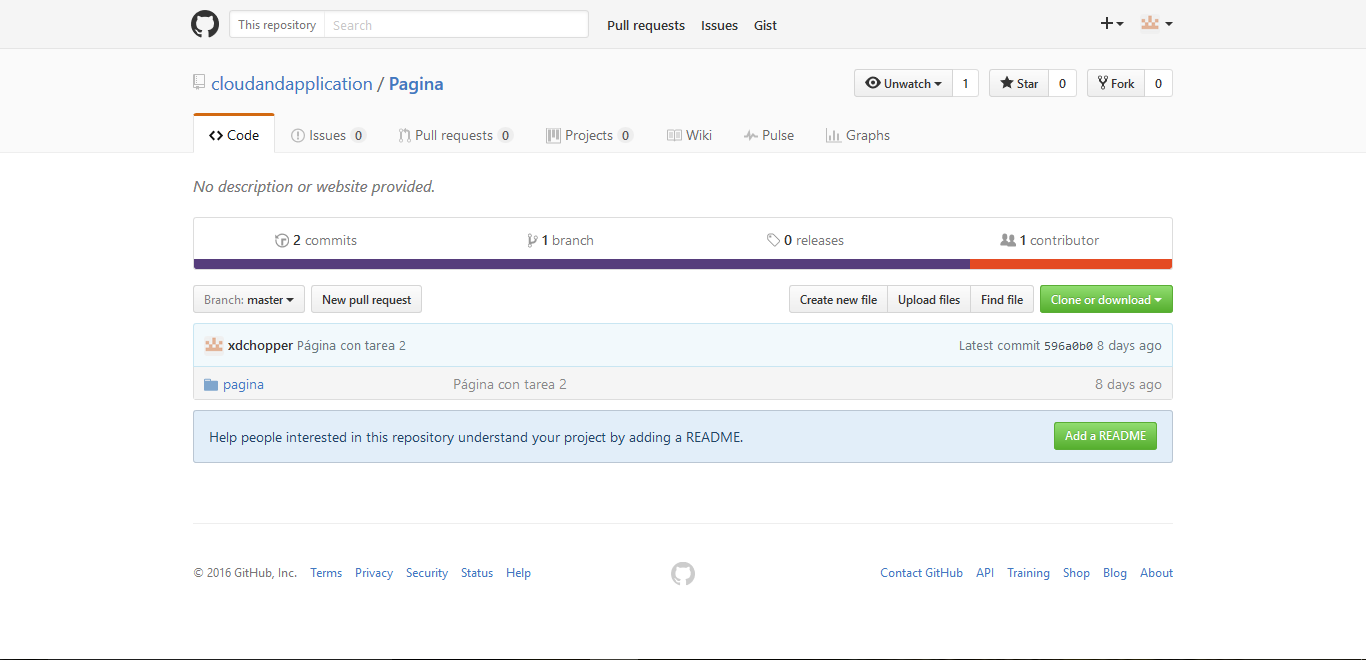 This repository Search Pull requests Issues Gist
cloudandapplication / Pagina Unwatch 1 Star 0 Fork 0
Code Issues 0 Pull requests 0 Projects 0 Wiki Pulse Graphs
No description or website provided.
2 commits 1 branch 0 releases 1 contributor
Branch: master New pull request Create new file Upload files Find file Clone or download
xdchopper Página con tarea 2 Latest commit 596a0b0 8 days ago
pagina Página con tarea 2 8 days ago
Help people interested in this repository understand your project by adding a README. Add a README
© 2016 GitHub, Inc. Terms Privacy Security Status Help Contact GitHub API Training Shop Blog About